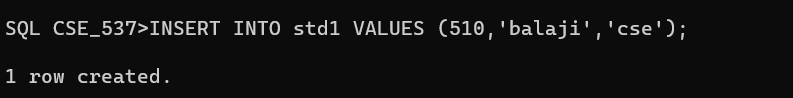 SQL CSE_537>INSERT INTO std1 VALUES (510,'balaji','cse');
1 row created.